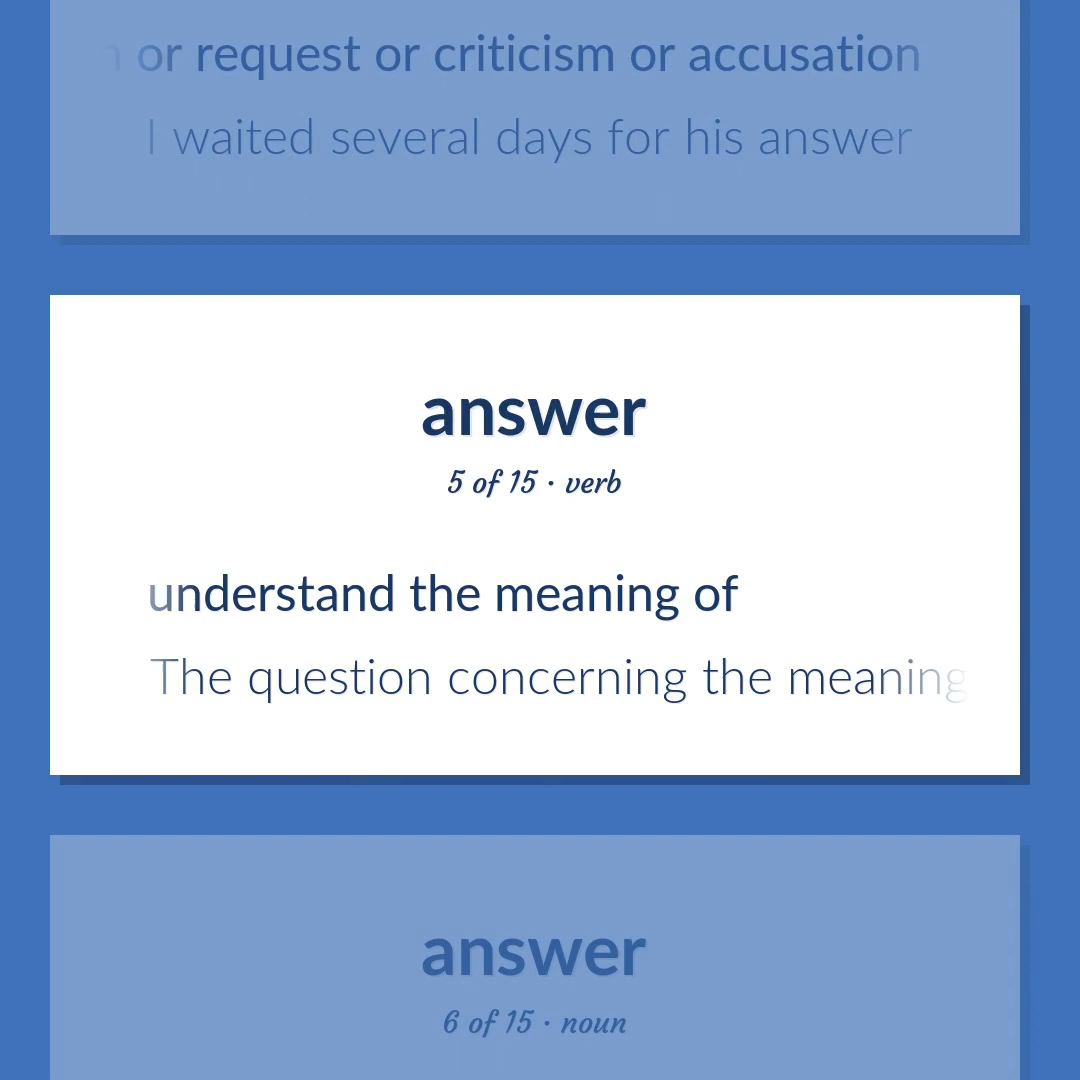 or request or criticism or accusation
I waited several days for his answer
answer
5 of 15 · verb
understand the meaning of
The question concerning the meaning
answer
6 of 15 · noun